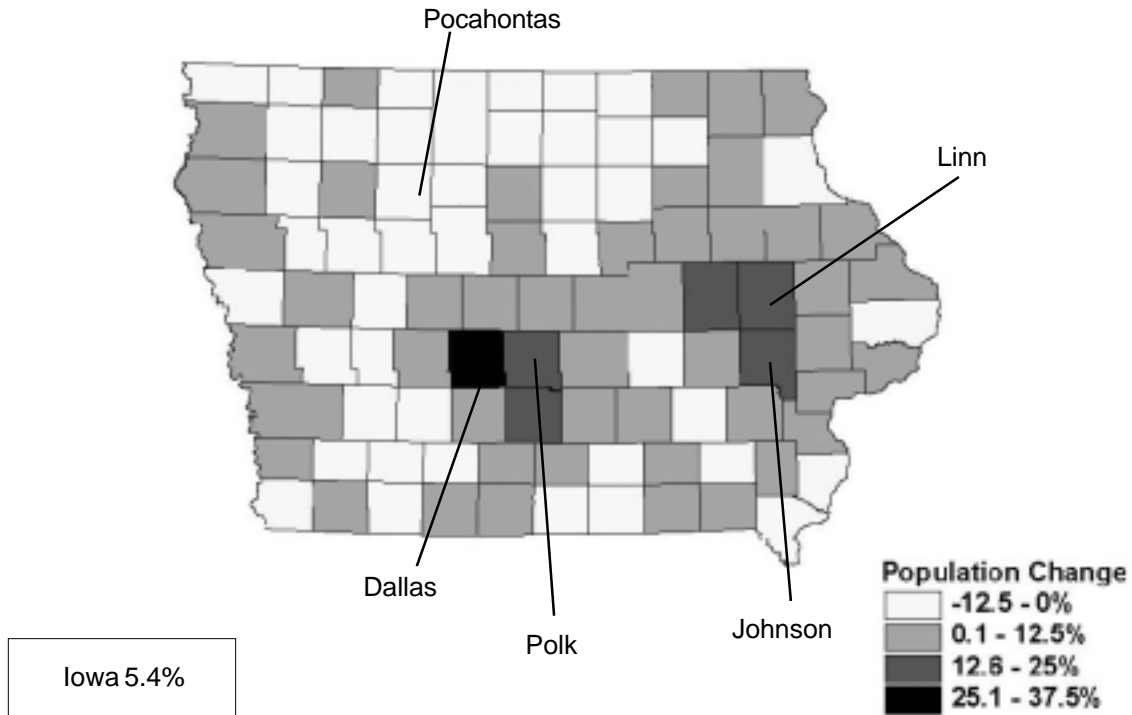 Pocahontas
Linn
Dallas
Polk
Johnson
Iowa 5.4%
Population Change
-12.5 - 0%
0.1 - 12.5%
12.6 - 25%
25.1 - 37.5%